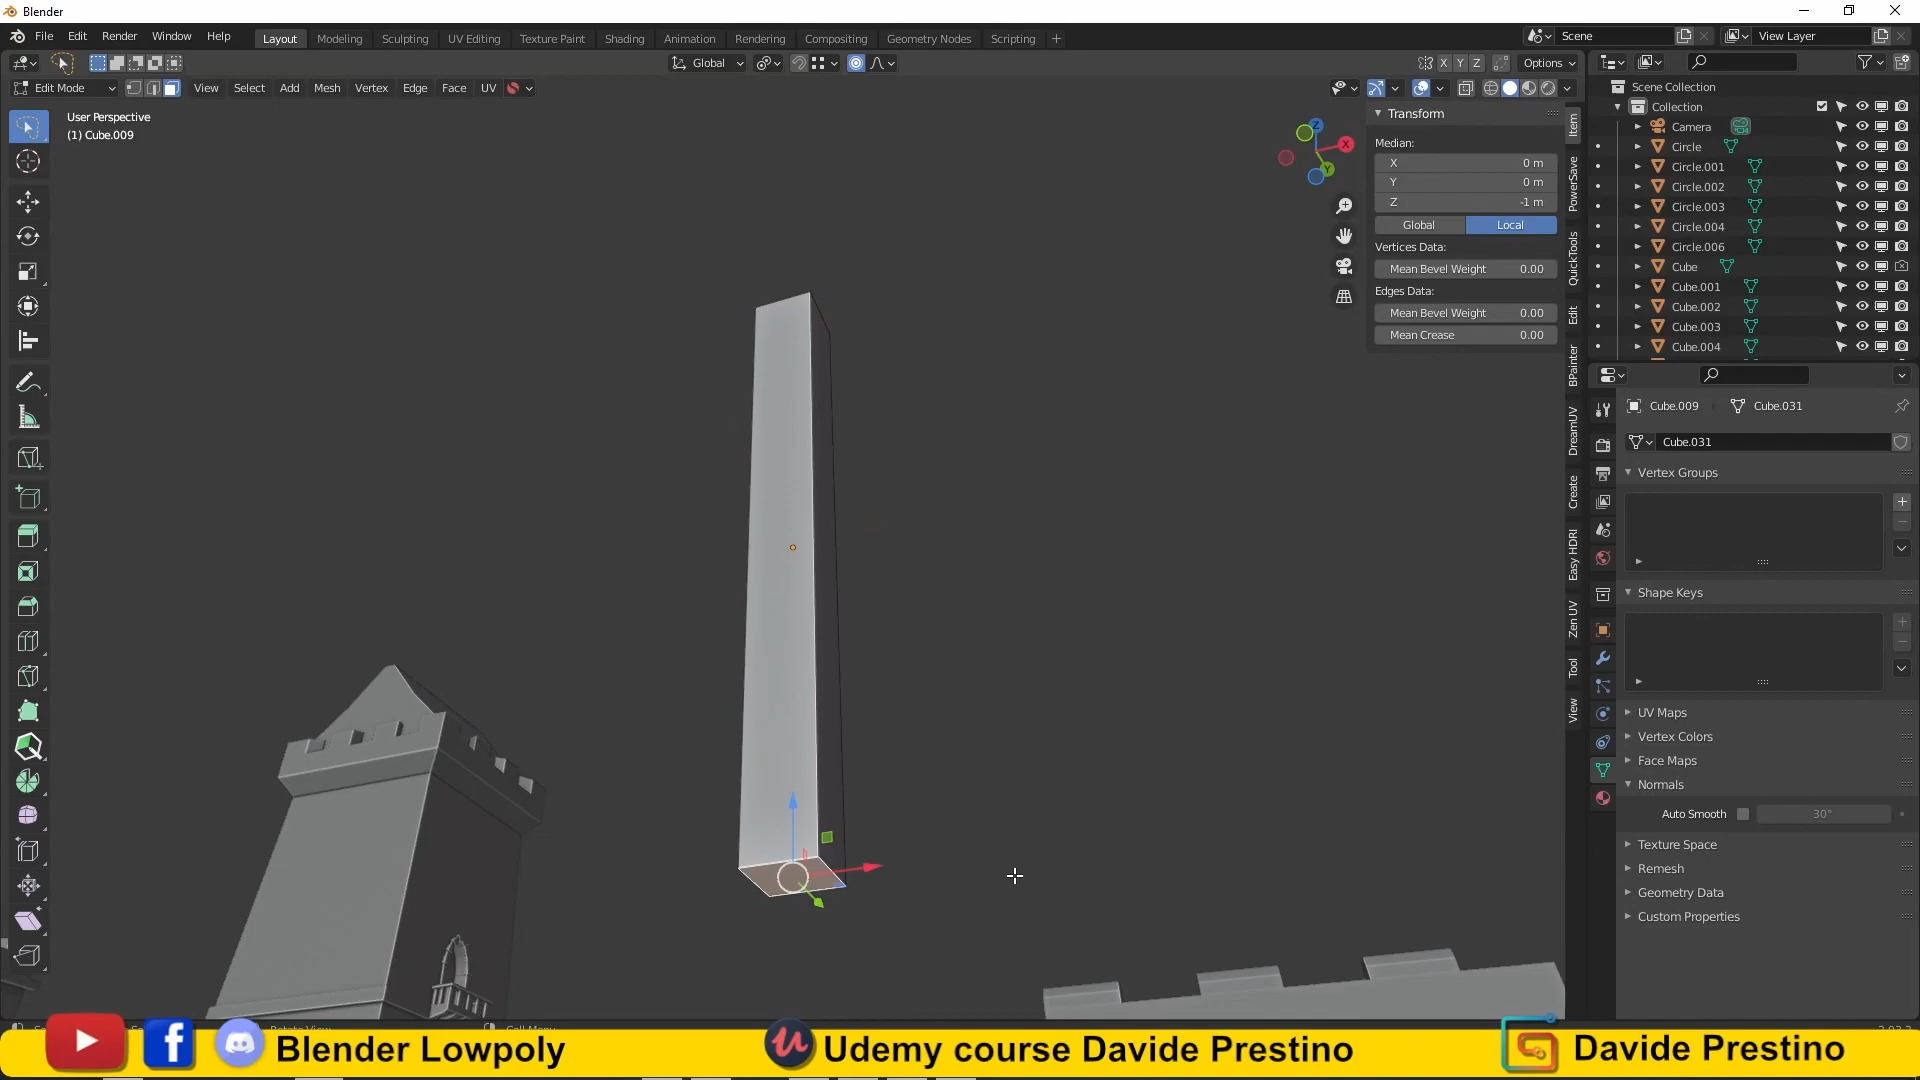 Blender
File Edit Render Window Help
Layout Modeling Sculpting UV Editing Texture Paint Shading Animation Rendering Compositing Geometry Nodes Scripting +
Scene
View Layer
Global
X Y Z
Options
Edit Mode
View Select Add Mesh Vertex Edge Face UV
User Perspective
(1) Cube.009
Z
X
Y
Transform
Median:
X 0 m
Y 0 m
Z -1 m
Global Local
Vertices Data:
Mean Bevel Weight 0.00
Edges Data:
Mean Bevel Weight 0.00
Mean Crease 0.00
Item
PowerSave
QuickTools
Edit
BPainter
DreamUV
Create
Easy HDRI
Zen UV
Tool
View
Scene Collection
Collection
Camera
Circle
Circle.001
Circle.002
Circle.003
Circle.004
Circle.006
Cube
Cube.001
Cube.002
Cube.003
Cube.004
Cube.009 Cube.031
Cube.031
Vertex Groups
Shape Keys
UV Maps
Vertex Colors
Face Maps
Normals
Auto Smooth 30°
Texture Space
Remesh
Geometry Data
Custom Properties
Blender Lowpoly
Udemy course Davide Prestino
Davide Prestino